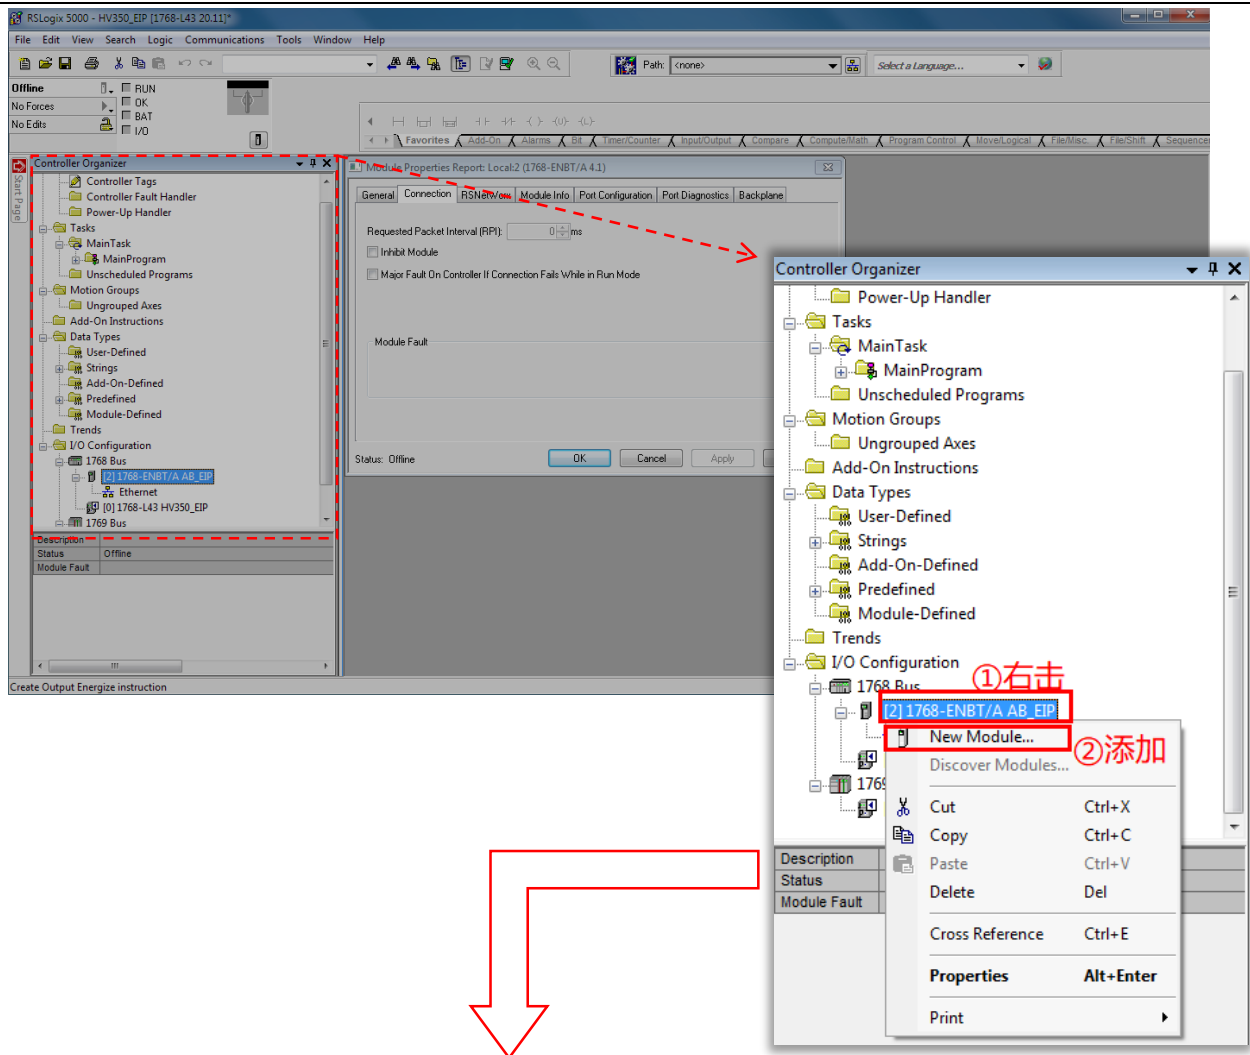 RSLogix 5000 - HV350_EIP [1768-L43 20.11]*
File Edit View Search Logic Communications Tools Window Help
Path: <none>
Select a Language...
Offline
RUN
No Forces
OK
BAT
No Edits
I/O
Favorites Add-On Alarms Bit Timer/Counter Input/Output Compare Compute/Math Program Control Move/Logical File/Misc. File/Shift Sequencer
Start Page
Controller Organizer
Controller Tags
Controller Fault Handler
Power-Up Handler
Tasks
MainTask
MainProgram
Unscheduled Programs
Motion Groups
Ungrouped Axes
Add-On Instructions
Data Types
User-Defined
Strings
Add-On-Defined
Predefined
Module-Defined
Trends
I/O Configuration
1768 Bus
[2] 1768-ENBT/A AB_EIP
Ethernet
[0] 1768-L43 HV350_EIP
1769 Bus
Description
Status Offline
Module Fault
Create Output Energize instruction
Module Properties Report: Local:2 (1768-ENBT/A 4.1)
General Connection RSNetWorx Module Info Port Configuration Port Diagnostics Backplane
Requested Packet Interval (RPI): 0 ms
Inhibit Module
Major Fault On Controller If Connection Fails While in Run Mode
Module Fault
Status: Offline
OK Cancel Apply
Controller Organizer
Power-Up Handler
Tasks
MainTask
MainProgram
Unscheduled Programs
Motion Groups
Ungrouped Axes
Add-On Instructions
Data Types
User-Defined
Strings
Add-On-Defined
Predefined
Module-Defined
Trends
I/O Configuration
1768 Bus
①右击
[2] 1768-ENBT/A AB_EIP
New Module...
②添加
Discover Modules...
Cut Ctrl+X
Copy Ctrl+C
Paste Ctrl+V
Delete Del
Cross Reference Ctrl+E
Properties Alt+Enter
Print
1769
Description
Status
Module Fault